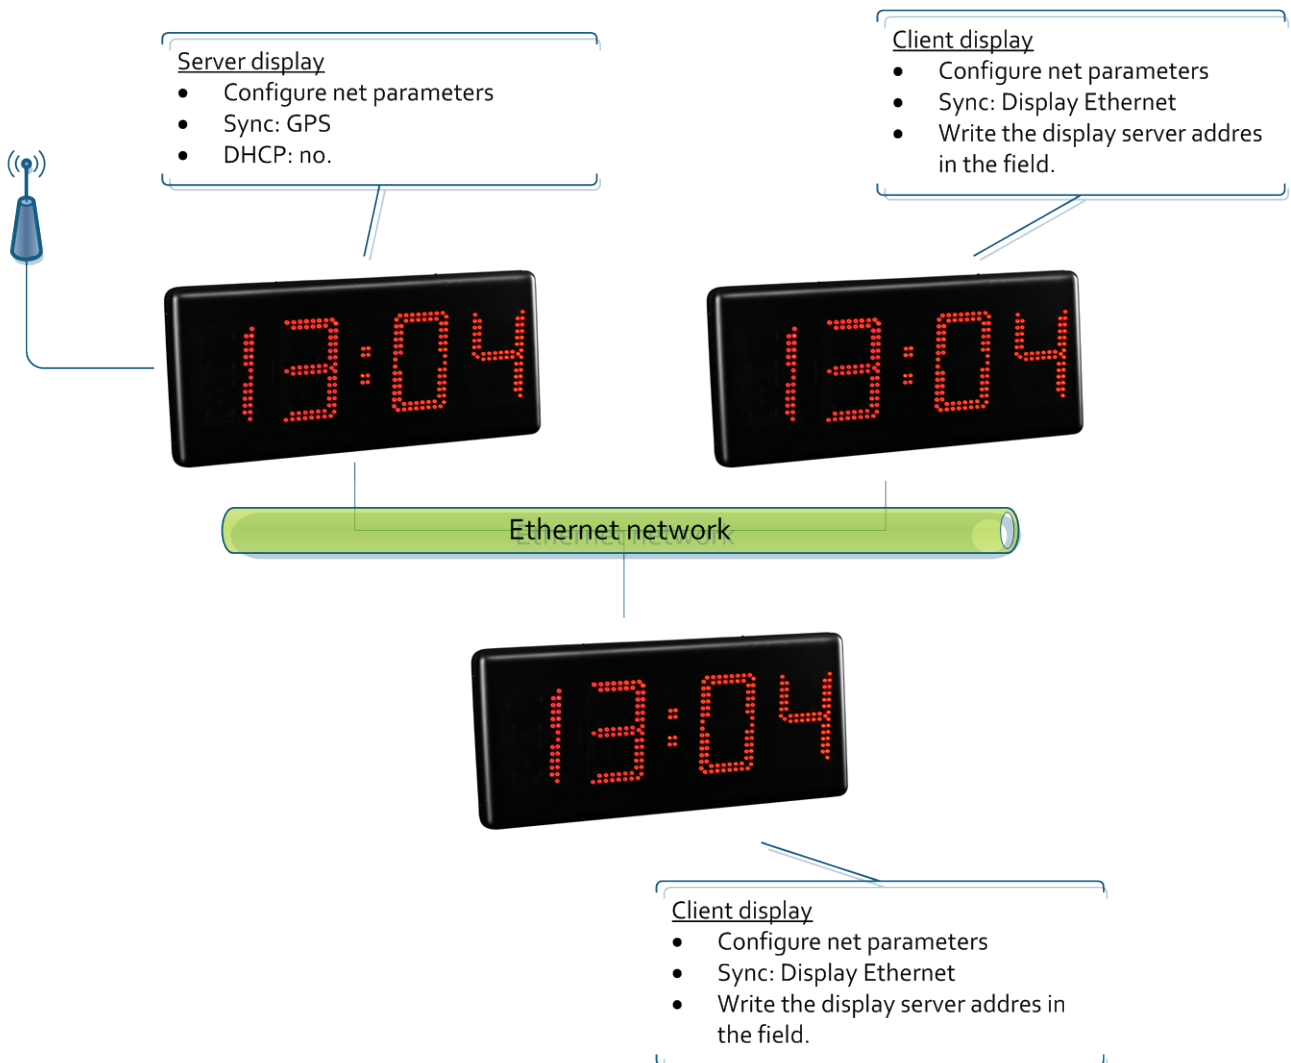 Server display
• Configure net parameters
• Sync: GPS
• DHCP: no.
Client display
• Configure net parameters
• Sync: Display Ethernet
• Write the display server addres
in the field.
13:04
13:04
Ethernet network
13:04
Client display
• Configure net parameters
• Sync: Display Ethernet
• Write the display server addres in
the field.